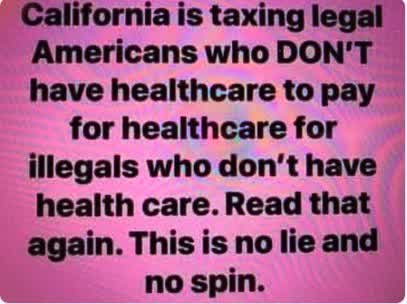 California is taxing legal
Americans who DON'T
have healthcare to pay
for healthcare for
illegals who don't have
health care. Read that
again. This is no lie and
no spin.